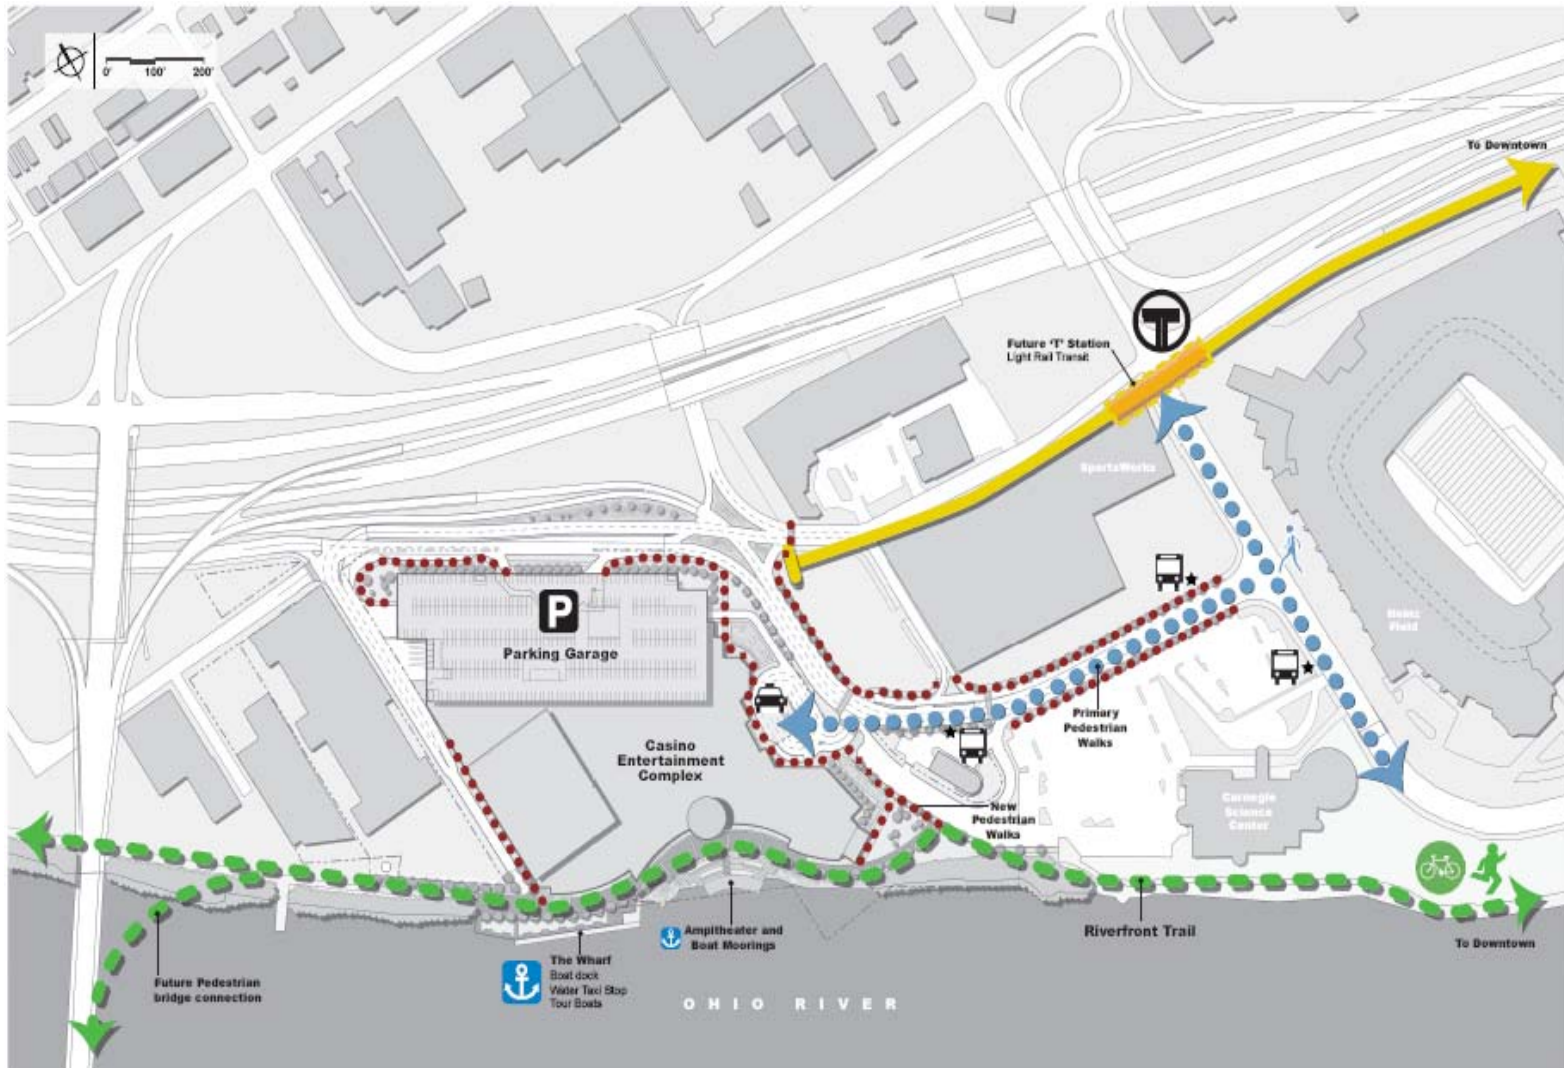 0' 100' 200'
To Downtown
Future ‘T’ Station
Light Rail Transit
SportsWorks
Heinz
Field
P
Parking Garage
Casino
Entertainment
Complex
Primary
Pedestrian
Walks
New
Pedestrian
Walks
Carnegie
Science
Center
Riverfront Trail
To Downtown
Ampitheater and
Boat Moorings
The Wharf
Boat dock
Water Taxi Stop
Tour Boats
Future Pedestrian
bridge connection
OHIO RIVER